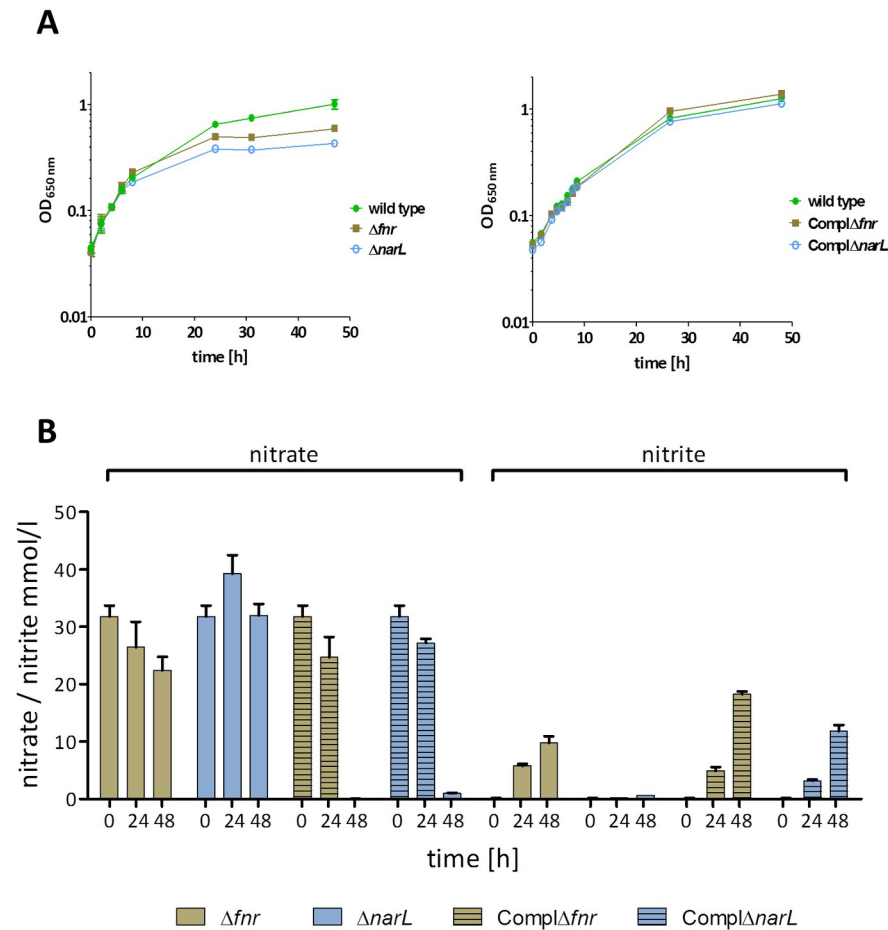 A
OD650 nm
1
0.1
0.01
0 10 20 30 40 50
time [h]
wild type
Δfnr
ΔnarL
OD650 nm
1
0.1
0.01
0 10 20 30 40 50
time [h]
wild type
ComplΔfnr
ComplΔnarL
B
nitrate nitrite
nitrate / nitrite mmol/l
50
40
30
20
10
0
0 24 48 0 24 48 0 24 48 0 24 48 0 24 48 0 24 48 0 24 48 0 24 48
time [h]
Δfnr ΔnarL ComplΔfnr ComplΔnarL